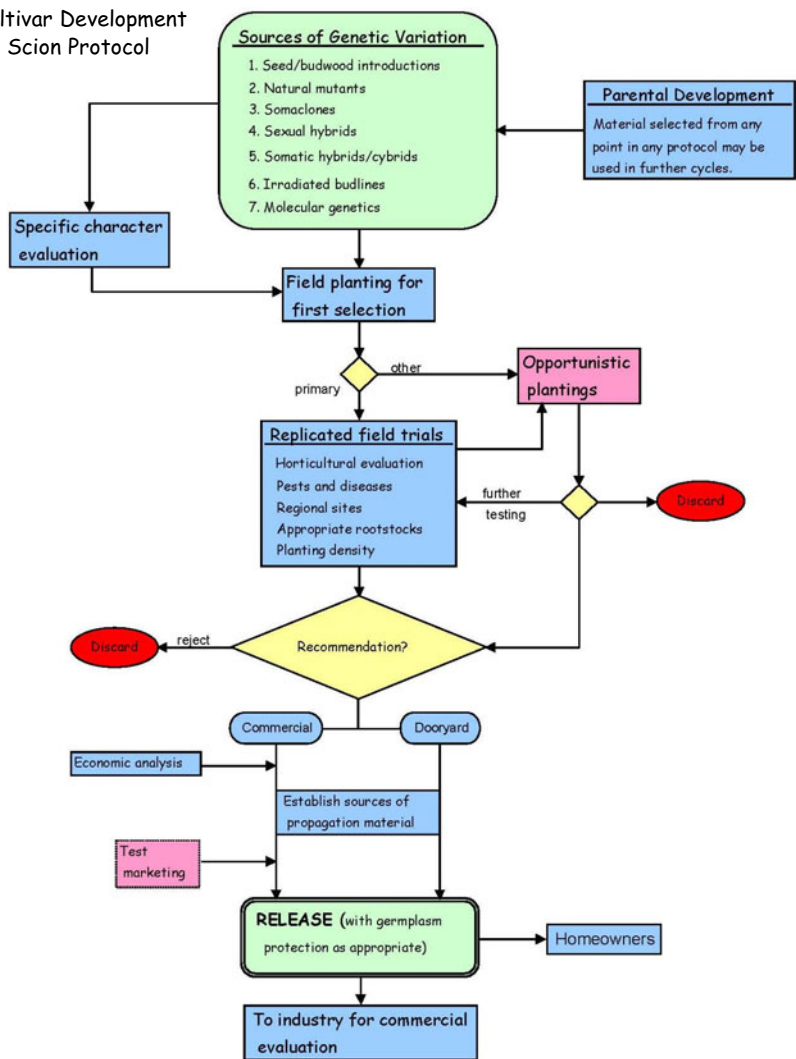 ltivar Development
Scion Protocol
Sources of Genetic Variation
1. Seed/budwood introductions
2. Natural mutants
3. Somaclones
4. Sexual hybrids
5. Somatic hybrids/cybrids
6. Irradiated budlines
7. Molecular genetics
Parental Development
Material selected from any
point in any protocol may be
used in further cycles.
Specific character
evaluation
Field planting for
first selection
other
primary
Opportunistic
plantings
Replicated field trials
Horticultural evaluation
Pests and diseases
Regional sites
Appropriate rootstocks
Planting density
further
testing
Discard
Recommendation?
reject
Discard
Commercial
Dooryard
Economic analysis
Establish sources of
propagation material
Test
marketing
RELEASE (with germplasm
protection as appropriate)
Homeowners
To industry for commercial
evaluation